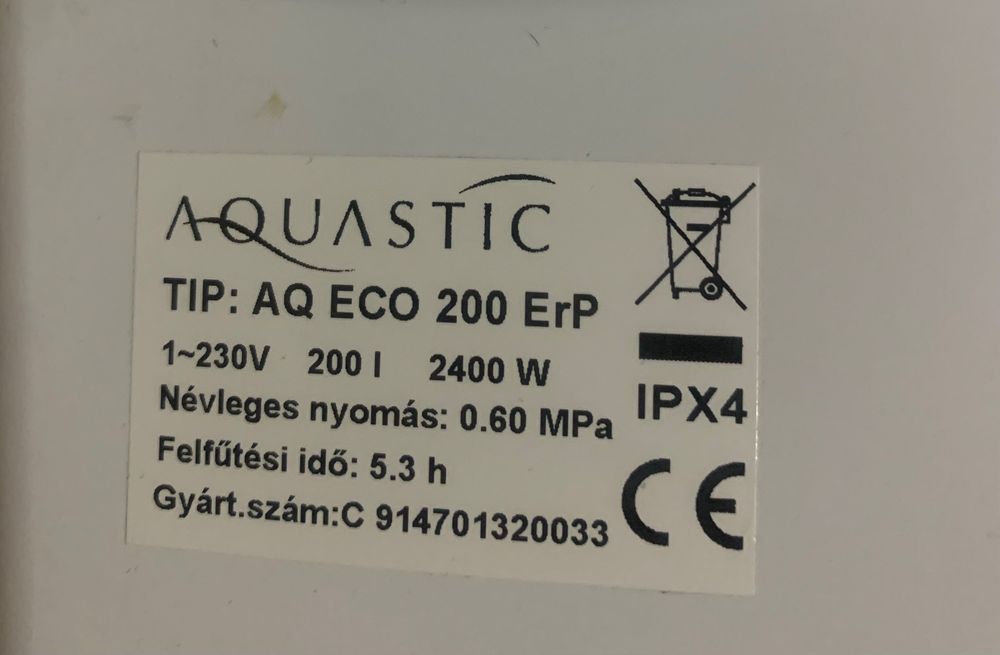 AQUASTIC
TIP: AQ ECO 200 ErP
1~230V 200 l 2400 W
Névleges nyomás: 0.60 MPa
Felfűtési idő: 5.3 h
Gyárt.szám:C 914701320033
IPX4
CE